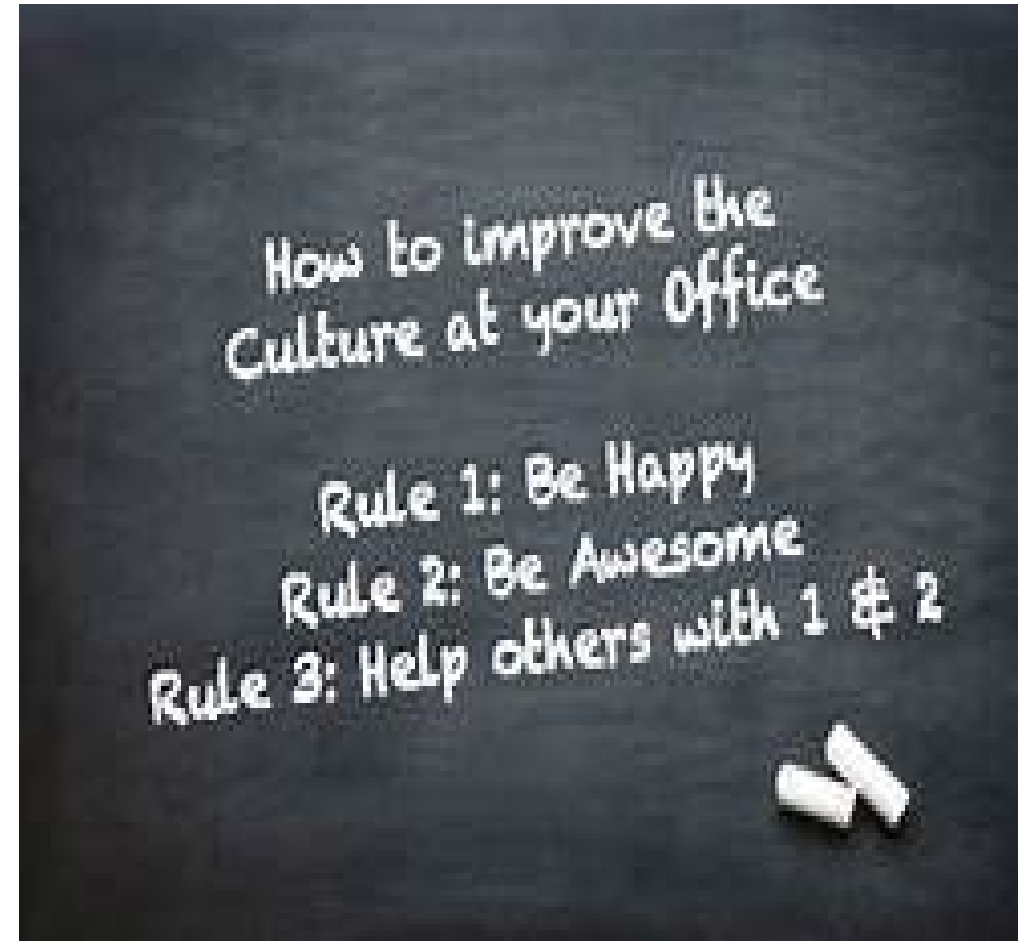 How to improve the
Culture at your Office
Rule 1: Be Happy
Rule 2: Be Awesome
Rule 3: Help others with 1 & 2